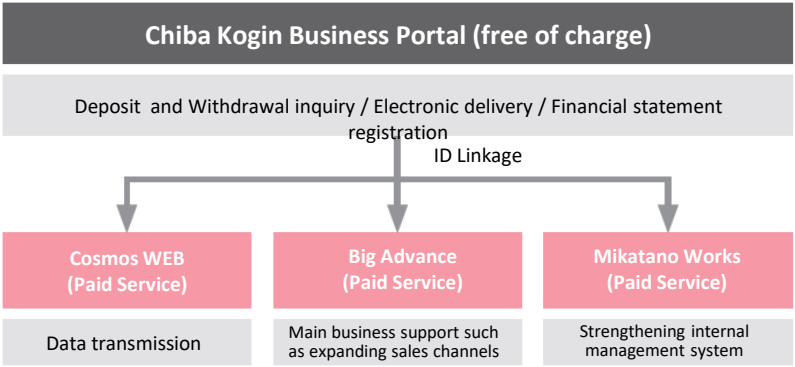 Chiba Kogin Business Portal (free of charge)
Deposit and Withdrawal inquiry / Electronic delivery / Financial statement
registration
ID Linkage
Cosmos WEB
(Paid Service)
Big Advance
(Paid Service)
Mikatano Works
(Paid Service)
Data transmission
Main business support such
as expanding sales channels
Strengthening internal
management system